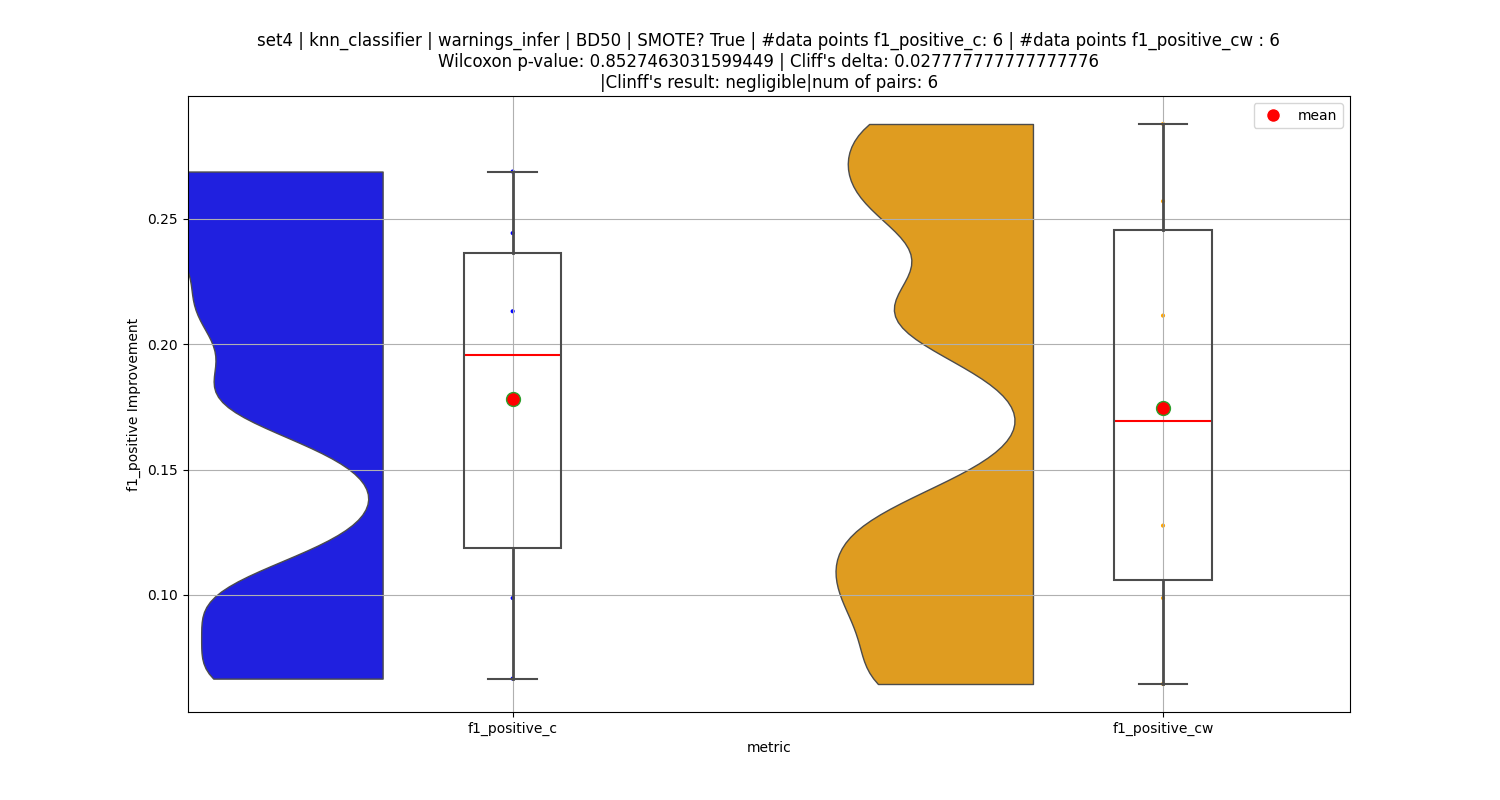 set4 | knn_classifier | warnings_infer | BD50 | SMOTE? True | #data points f1_positive_c: 6 | #data points f1_positive_cw : 6
Wilcoxon p-value: 0.8527463031599449 | Cliff's delta: 0.027777777777777776
|Clinff's result: negligible|num of pairs: 6
mean
f1_positive Improvement
0.25
0.20
0.15
0.10
f1_positive_c
f1_positive_cw
metric